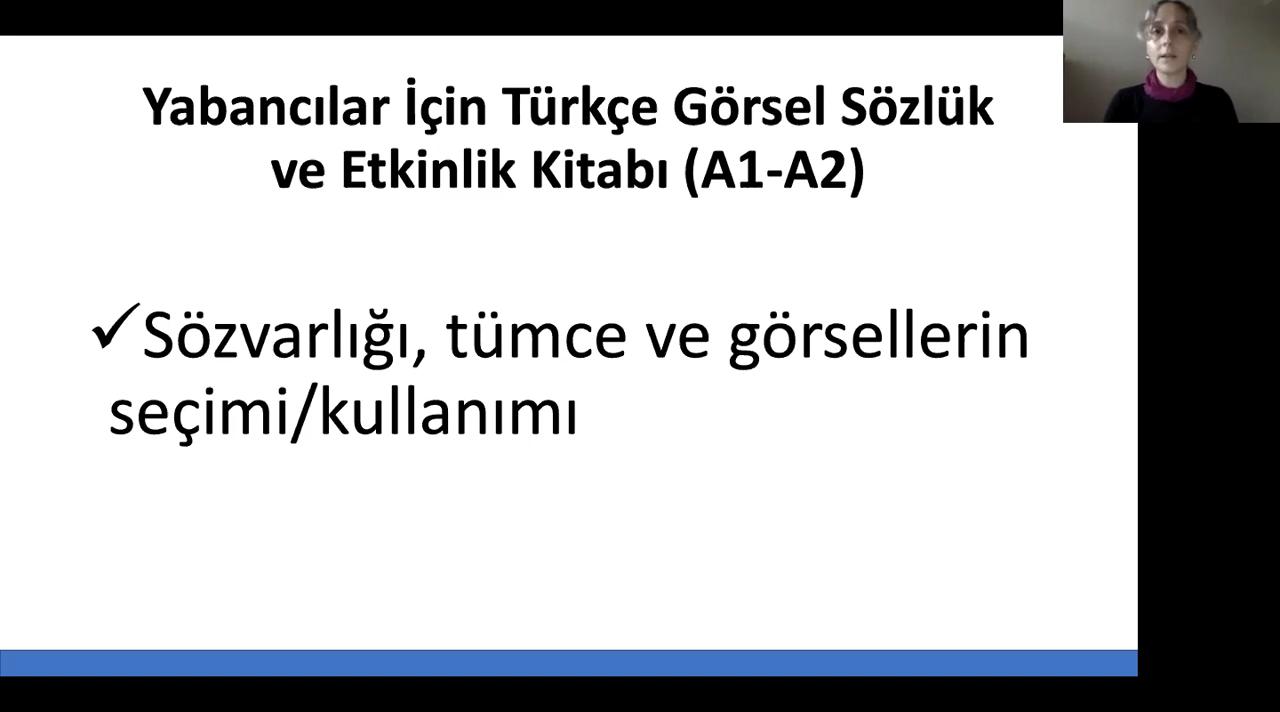 Yabancılar İçin Türkçe Görsel Sözlük
ve Etkinlik Kitabı (A1-A2)
✓Sözvarlığı, tümce ve görsellerin
seçimi/kullanımı